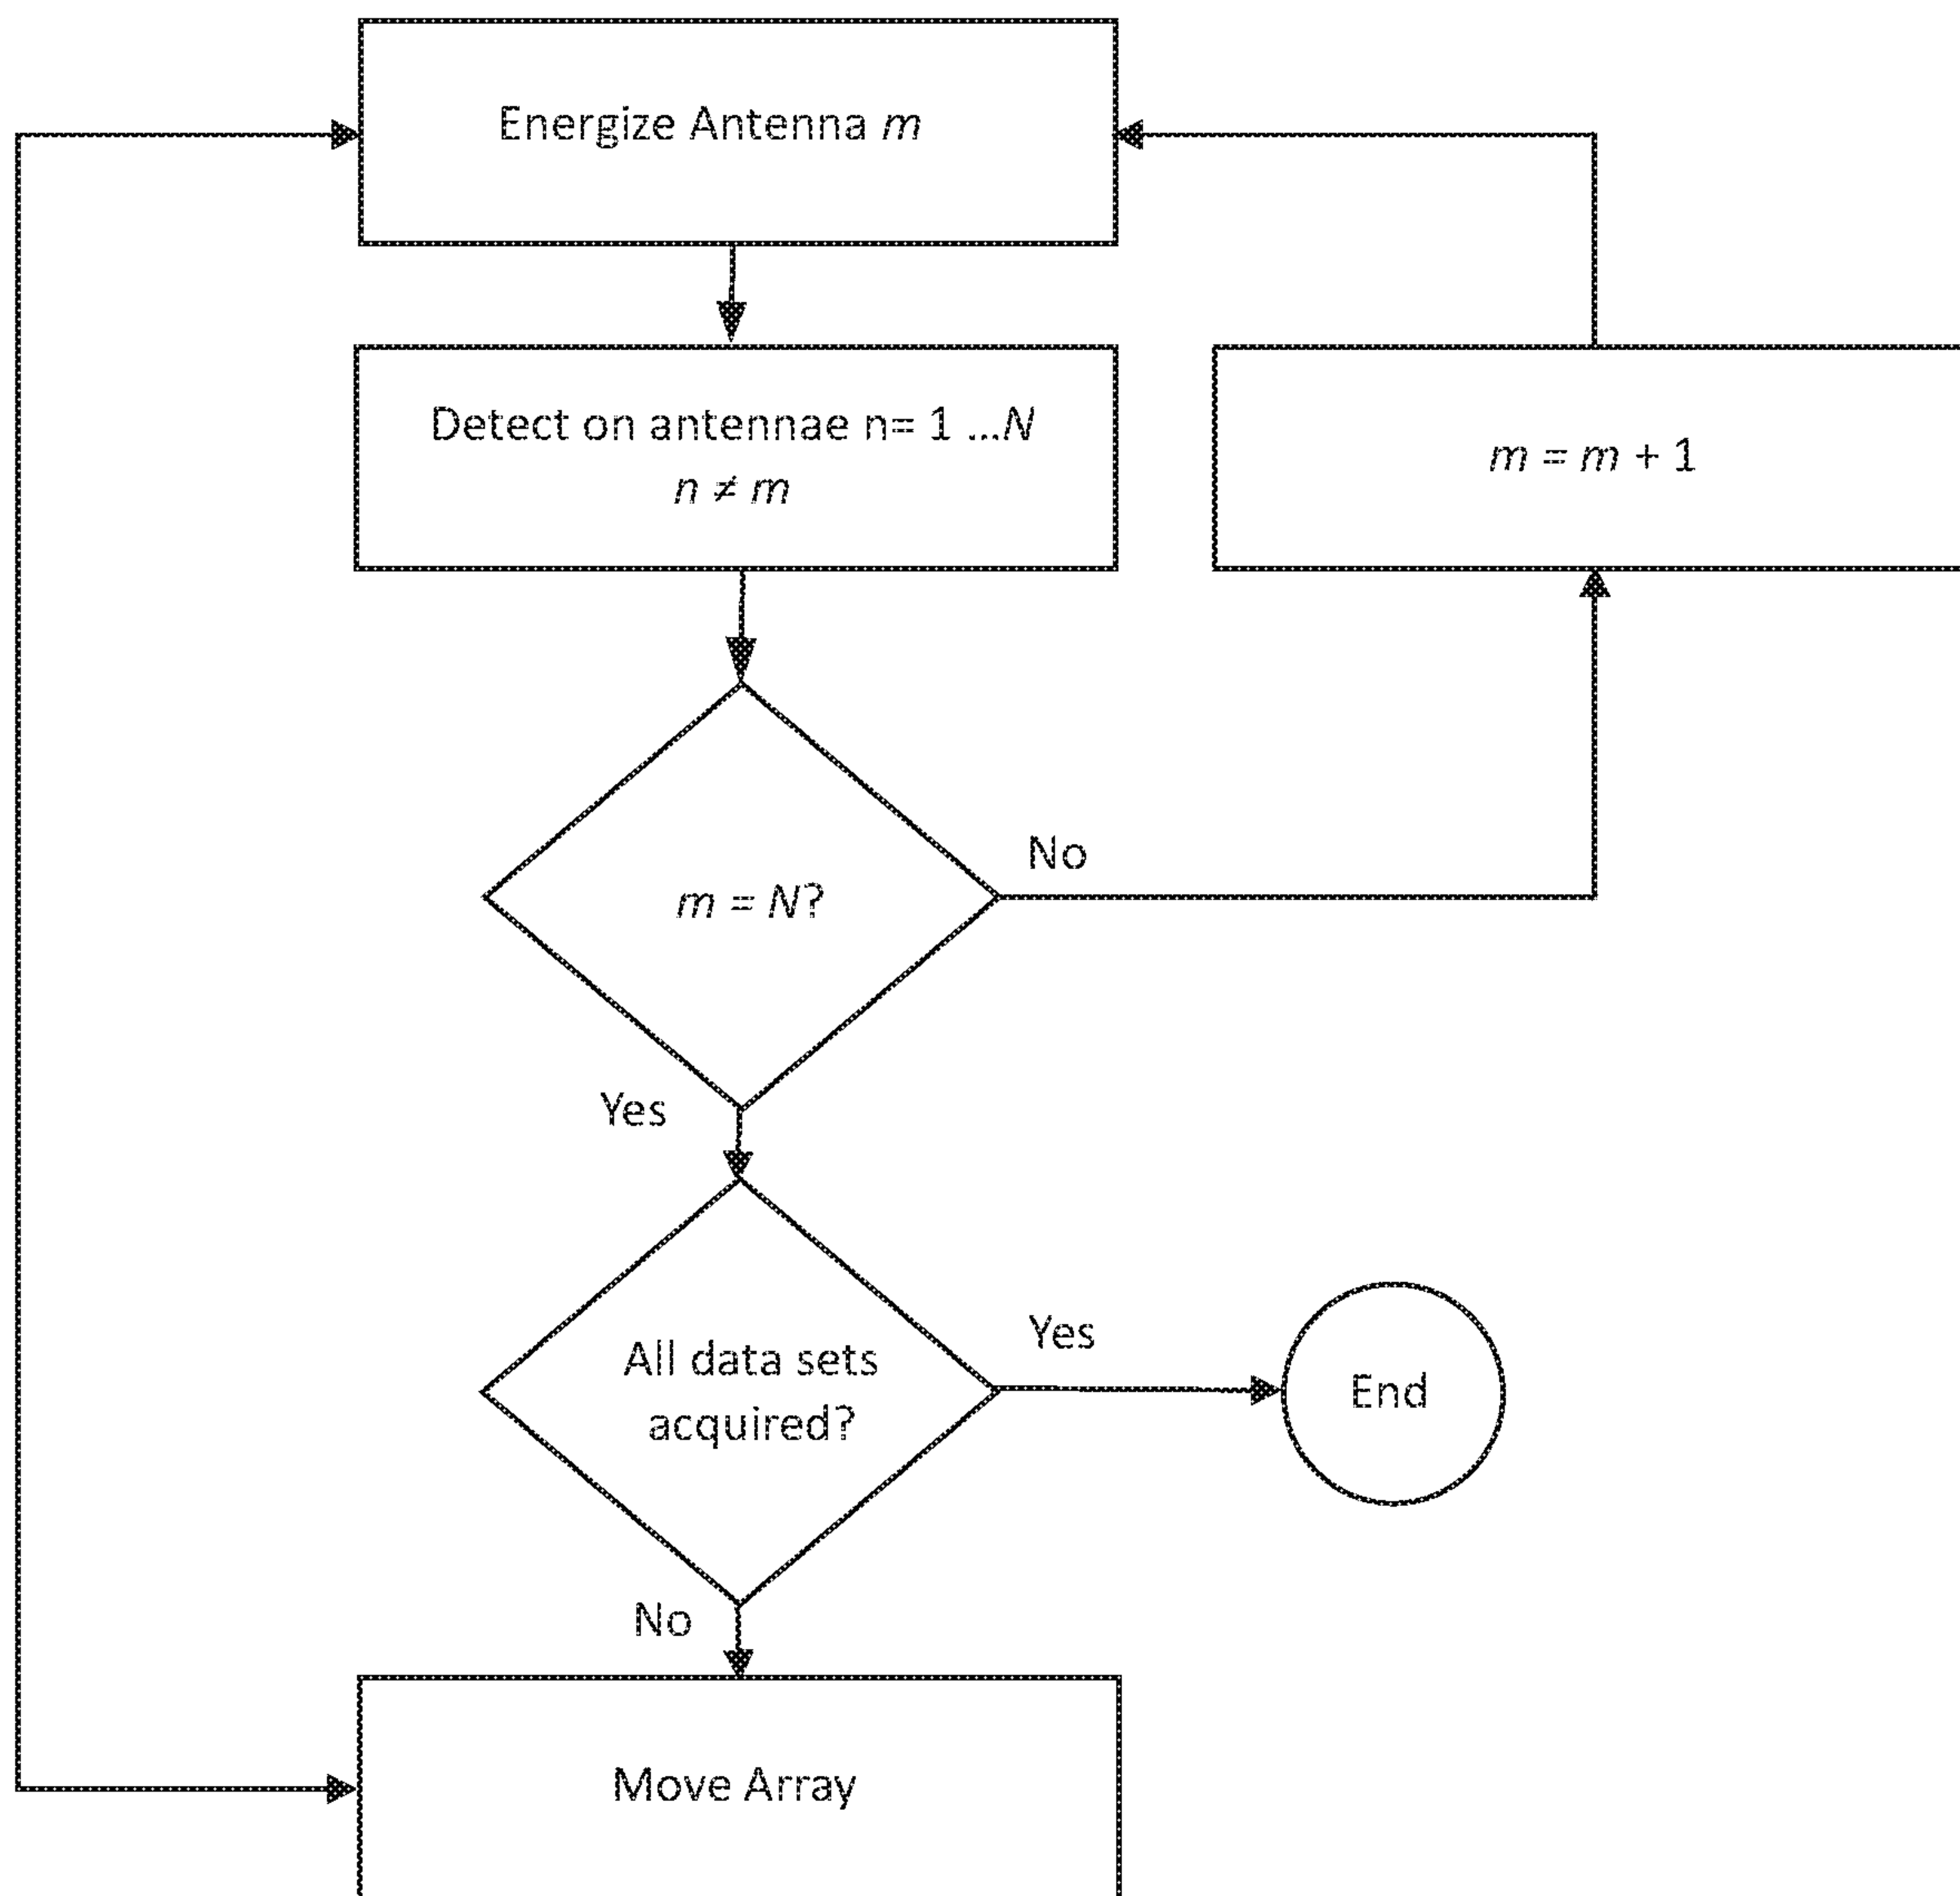 Energize Antenna m
Detect on antennae n= 1 ...N
n ≠ m
m = m + 1
m = N?
No
Yes
All data sets
acquired?
Yes
End
No
Move Array